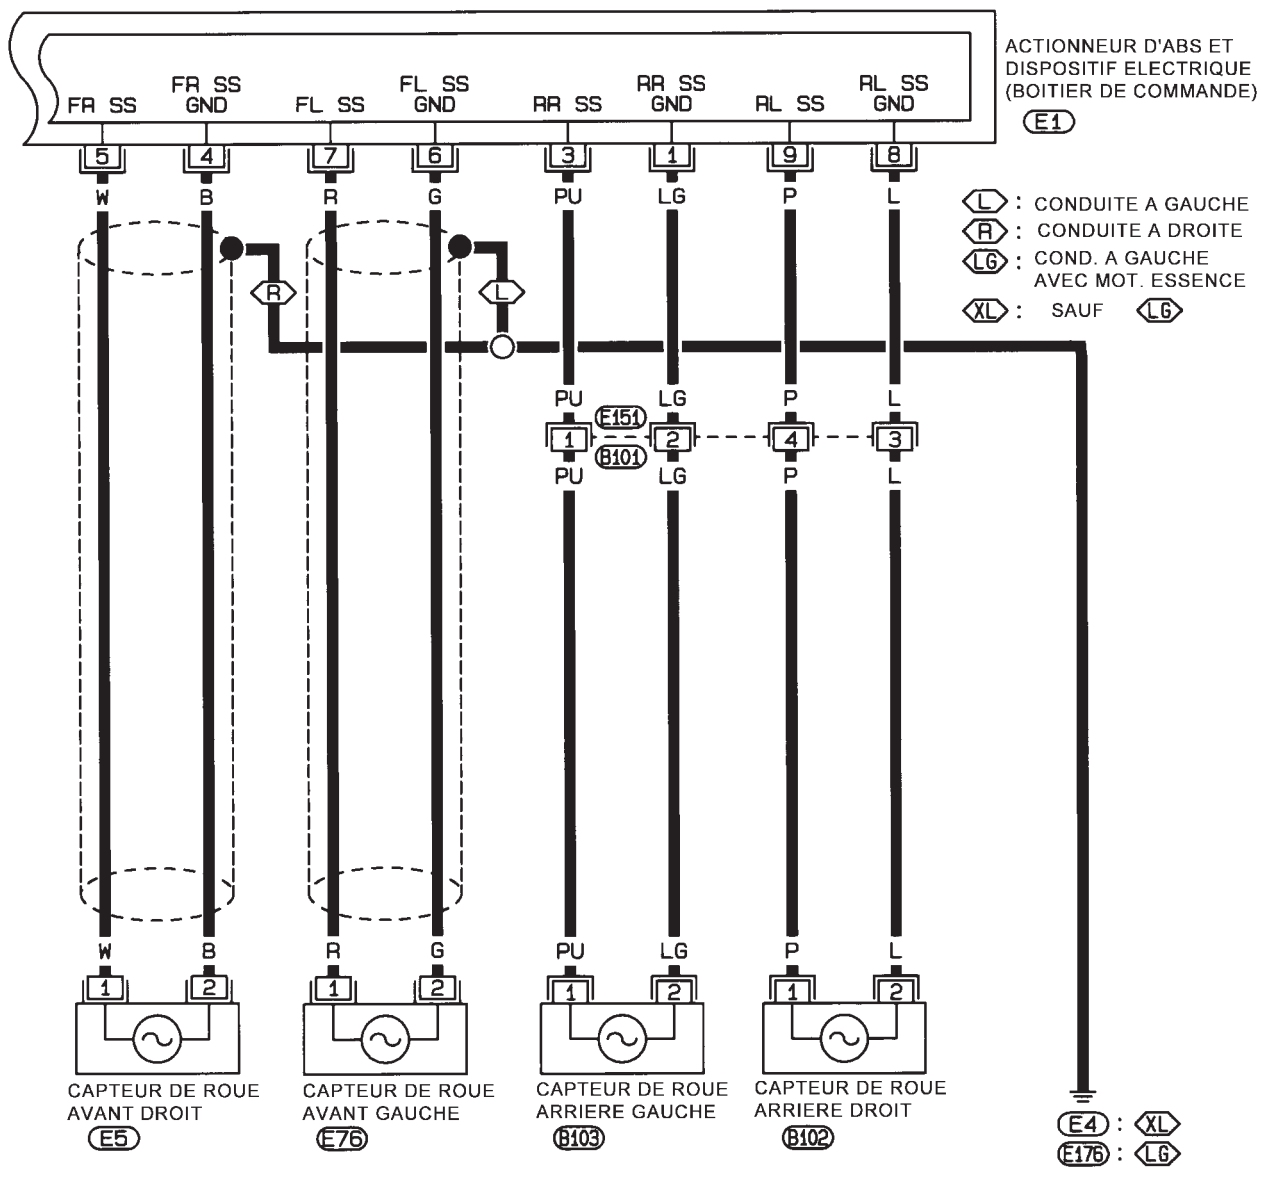 ACTIONNEUR D'ABS ET
DISPOSITIF ELECTRIQUE
(BOITIER DE COMMANDE)
E1
FR SS
FR SS
GND
FL SS
FL SS
GND
RR SS
RR SS
GND
RL SS
RL SS
GND
5 4 7 6 3 1 9 8
W B R G PU LG P L
L : CONDUITE A GAUCHE
R : CONDUITE A DROITE
LG : COND. A GAUCHE
AVEC MOT. ESSENCE
XL : SAUF LG
R L
PU LG P L
E151
1 2 4 3
B101
PU LG P L
W B R G PU LG P L
1 2 1 2 1 2 1 2
CAPTEUR DE ROUE
AVANT DROIT
E5
CAPTEUR DE ROUE
AVANT GAUCHE
E76
CAPTEUR DE ROUE
ARRIERE GAUCHE
B103
CAPTEUR DE ROUE
ARRIERE DROIT
B102
E4 : XL
E176 : LG